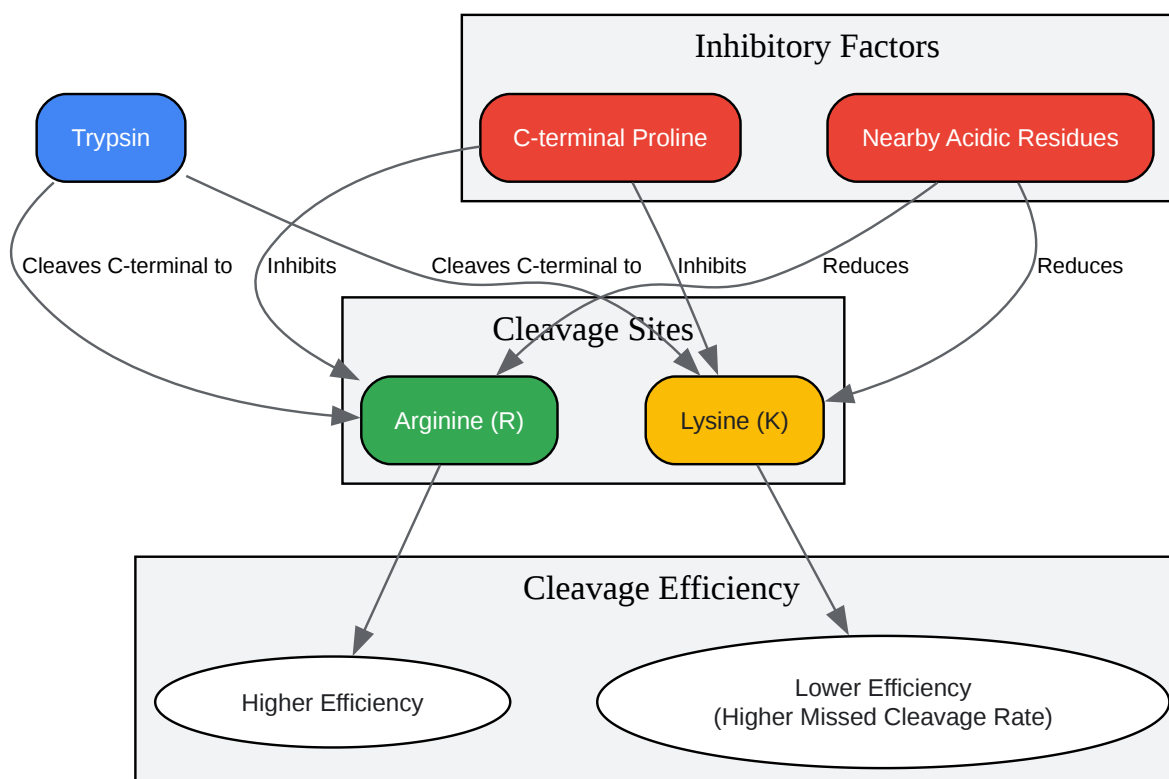 Inhibitory Factors
Trypsin
C-terminal Proline
Nearby Acidic Residues
Cleaves C-terminal to
Inhibits
Cleaves C-terminal to
Inhibits
Reduces
Reduces
Cleavage Sites
Arginine (R)
Lysine (K)
Cleavage Efficiency
Higher Efficiency
Lower Efficiency
(Higher Missed Cleavage Rate)